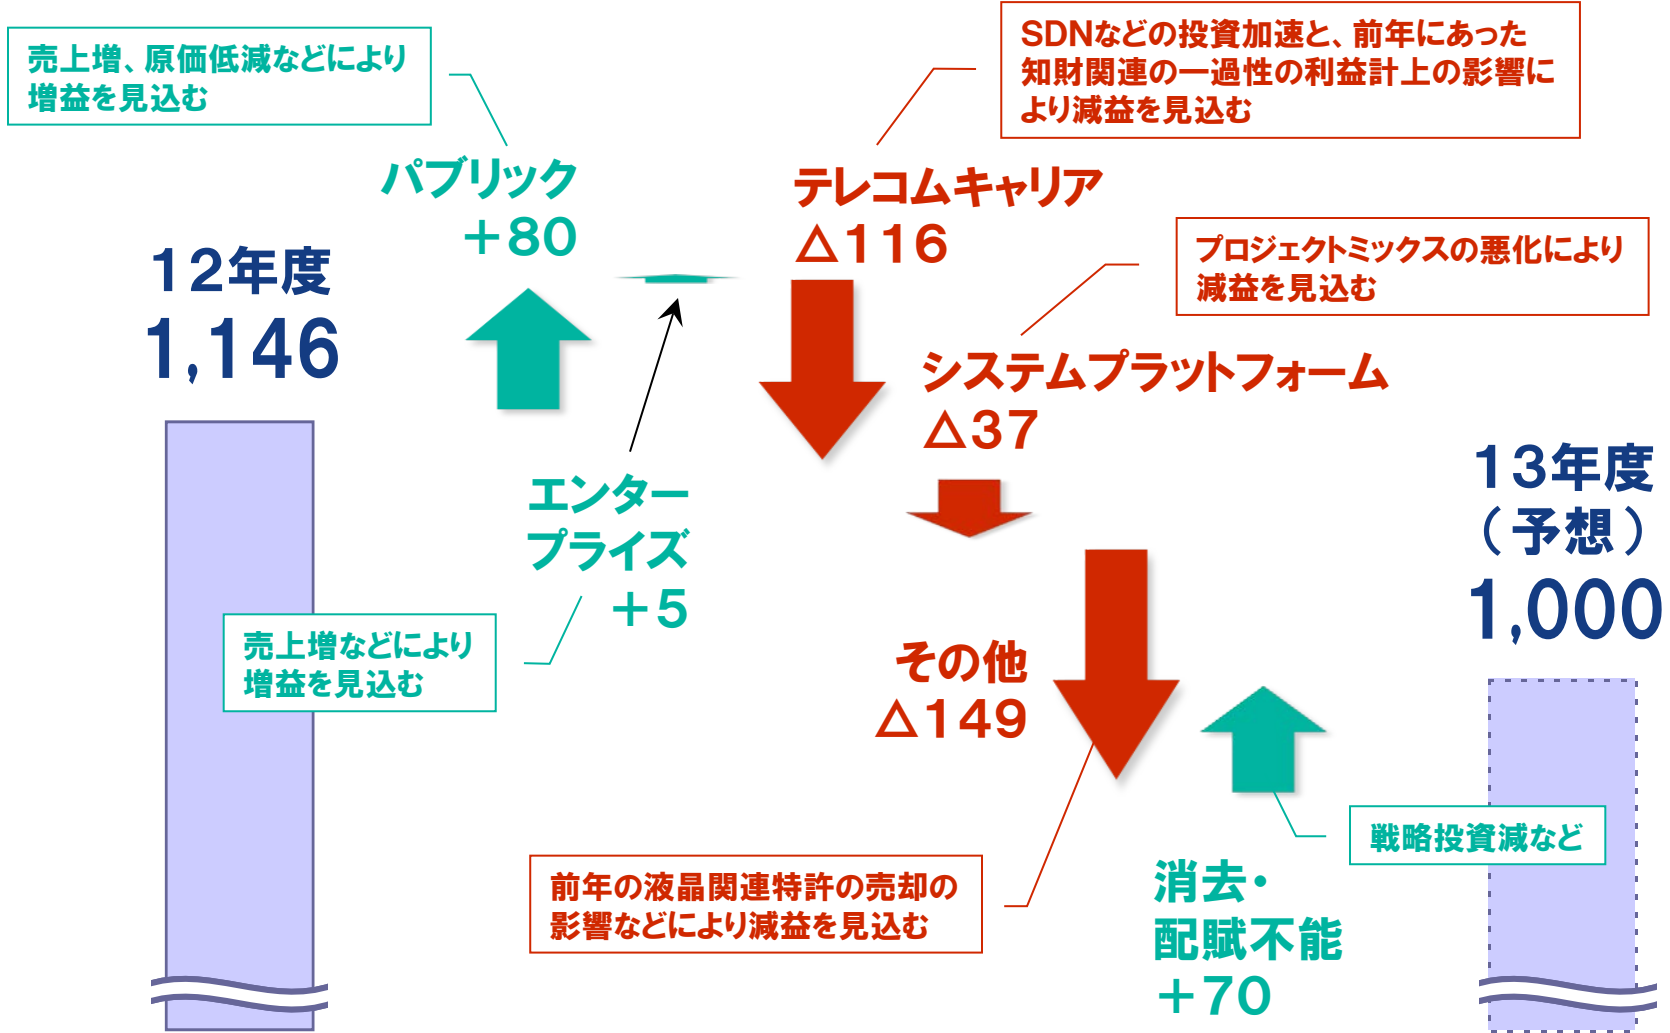 売上増、原価低減などにより
増益を見込む
SDNなどの投資加速と、前年にあった
知財関連の一過性の利益計上の影響に
より減益を見込む
パブリック
＋80
テレコムキャリア
△116
プロジェクトミックスの悪化により
減益を見込む
12年度
1,146
システムプラットフォーム
△37
エンター
プライズ
＋5
13年度
（予想）
1,000
売上増などにより
増益を見込む
その他
△149
戦略投資減など
前年の液晶関連特許の売却の
影響などにより減益を見込む
消去・
配賦不能
＋70